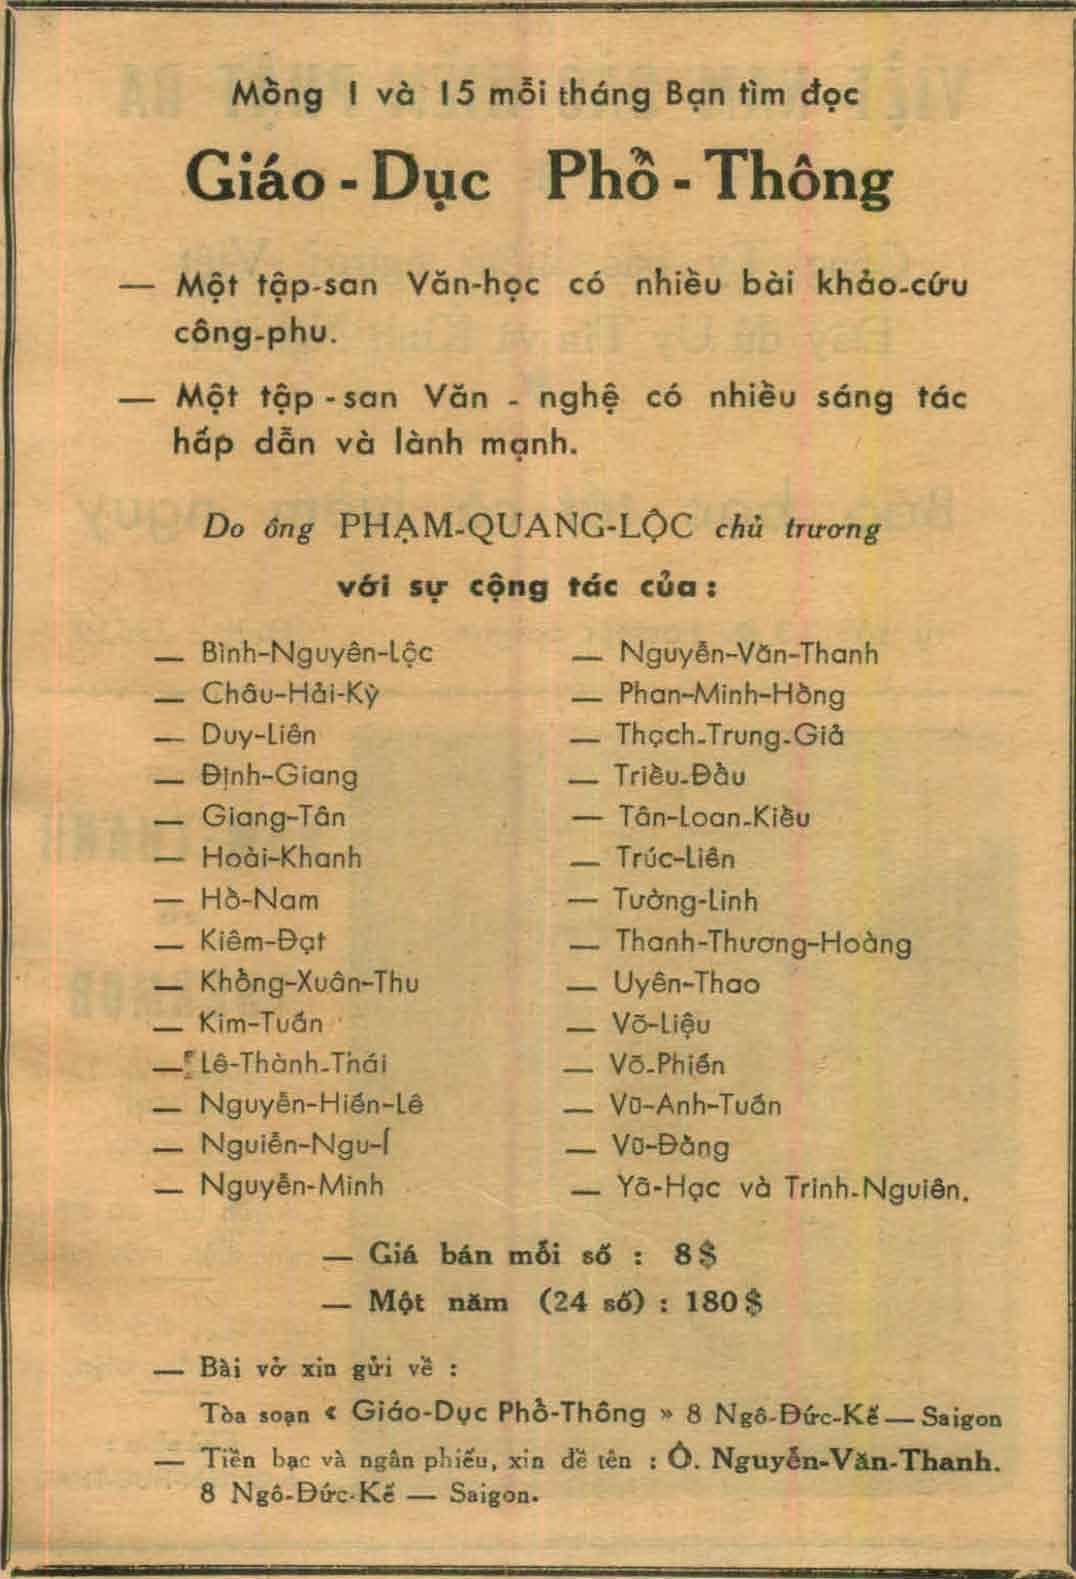 Mồng 1 và 15 mỗi tháng Bạn tìm đọc
Giáo-Dục Phổ-Thông
— Một tập-san Văn-học có nhiều bài khảo-cứu
công-phu.
— Một tập-san Văn-nghệ có nhiều sáng tác
hấp dẫn và lành mạnh.
Do ông PHẠM-QUANG-LỘC chủ trương
với sự cộng tác của :
— Bình-Nguyên-Lộc
— Châu-Hải-Kỳ
— Duy-Liên
— Định-Giang
— Giang-Tân
— Hoài-Khanh
— Hồ-Nam
— Kiêm-Đạt
— Khổng-Xuân-Thu
— Kim-Tuấn
— Lê-Thành-Thái
— Nguyễn-Hiến-Lê
— Nguiễn-Ngu-Í
— Nguyễn-Minh
— Nguyễn-Văn-Thanh
— Phan-Minh-Hồng
— Thạch-Trung-Giả
— Triều-Đẩu
— Tân-Loan-Kiều
— Trúc-Liên
— Tường-Linh
— Thanh-Thương-Hoàng
— Uyên-Thao
— Võ-Liệu
— Võ-Phiến
— Vũ-Anh-Tuấn
— Vũ-Đằng
— Yã-Hạc và Trinh-Nguiên.
— Giá bán mỗi số : 8$
— Một năm (24 số) : 180$
— Bài vở xin gửi về :
Tòa soạn « Giáo-Dục Phổ-Thông » 8 Ngô-Đức-Kế — Saigon
— Tiền bạc và ngân phiếu, xin đề tên : Ô. Nguyễn-Văn-Thanh.
8 Ngô-Đức-Kế — Saigon.